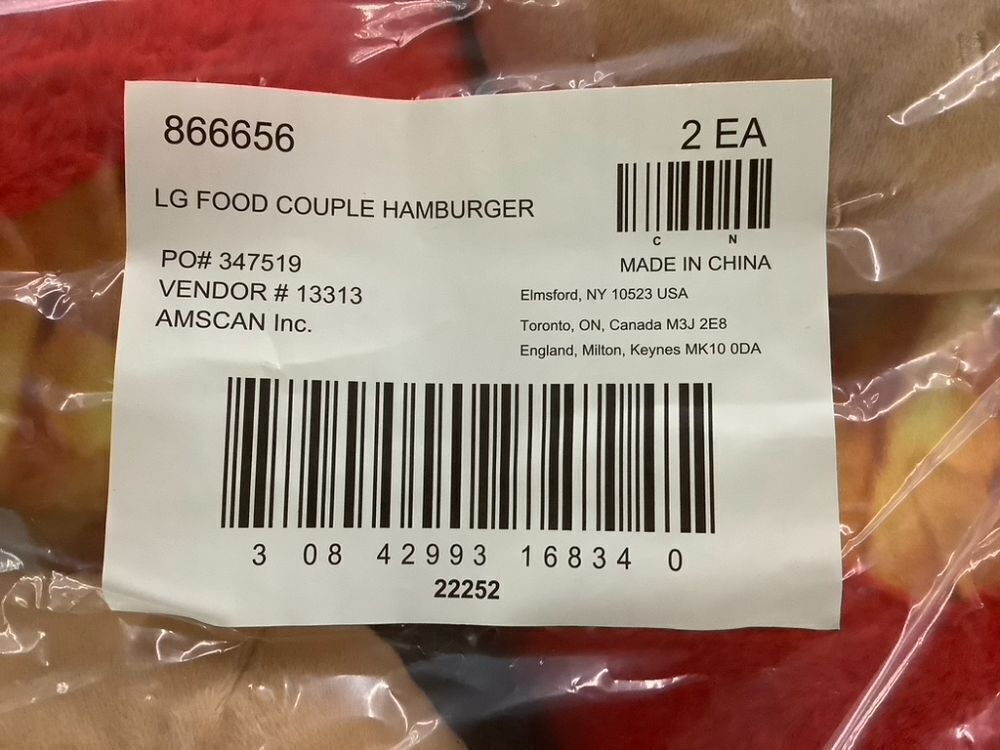 866656
2 EA
LG FOOD COUPLE HAMBURGER
C N
MADE IN CHINA
PO# 347519
VENDOR # 13313
AMSCAN Inc.
Elmsford, NY 10523 USA
Toronto, ON, Canada M3J 2E8
England, Milton, Keynes MK10 0DA
3 08 42993 16834 0
22252